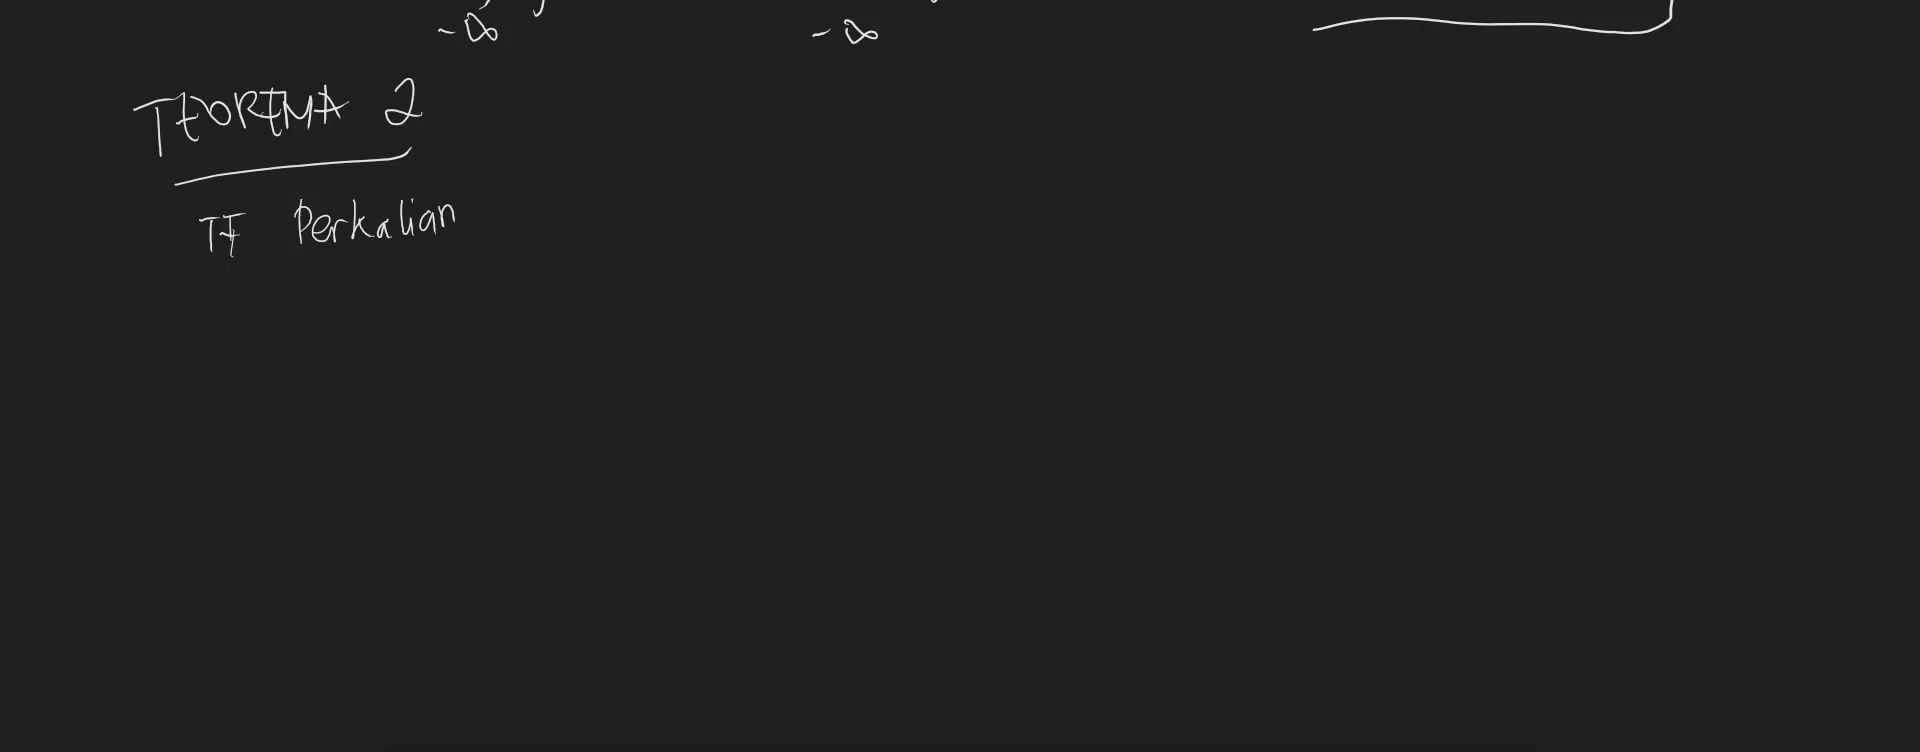 -∞ -∞
TEOREMA 2
TF Perkalian